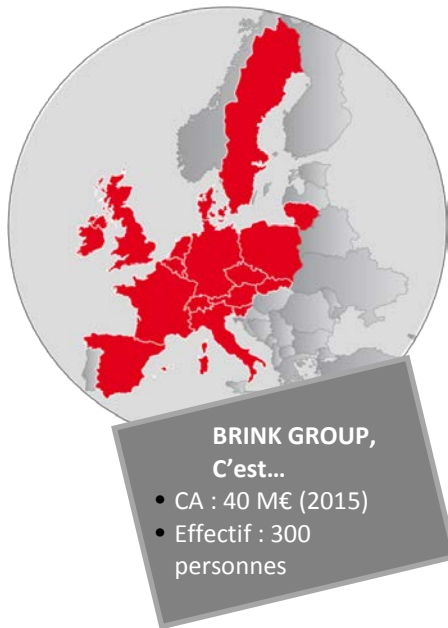 BRINK GROUP,
C’est…
• CA : 40 M€ (2015)
• Effectif : 300
personnes